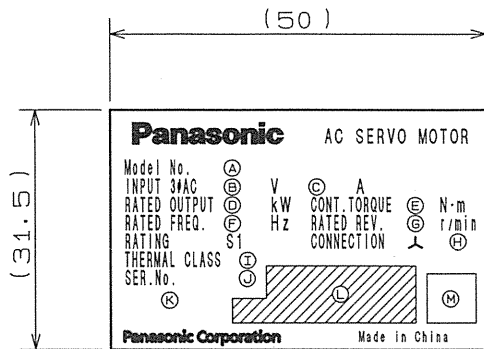 (50)
(31.5)
Panasonic AC SERVO MOTOR
Model No. Ⓐ
INPUT 3φAC Ⓑ V Ⓒ A
RATED OUTPUT Ⓓ kW CONT.TORQUE Ⓔ N·m
RATED FREQ. Ⓕ Hz RATED REV. Ⓖ r/min
RATING S1 CONNECTION Ⓗ
THERMAL CLASS Ⓘ
SER.No. Ⓙ
Ⓚ Ⓛ Ⓜ
Panasonic Corporation Made in China